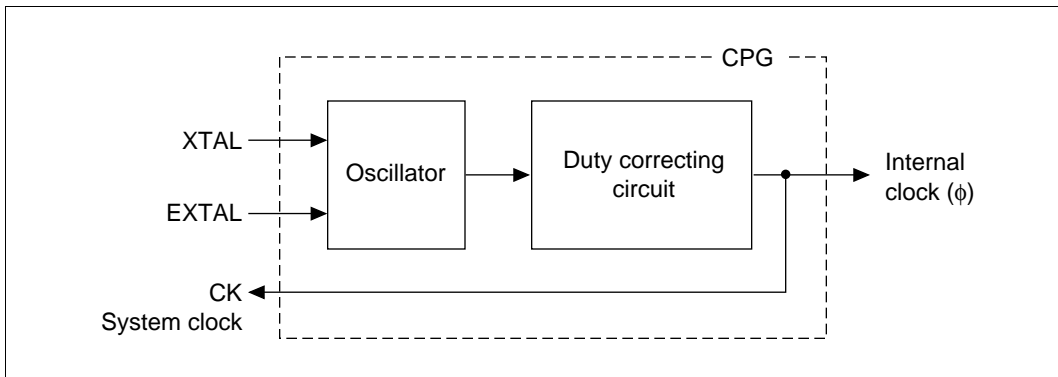 CPG
XTAL
EXTAL
Oscillator
Duty correcting
circuit
Internal
clock (ϕ)
CK
System clock